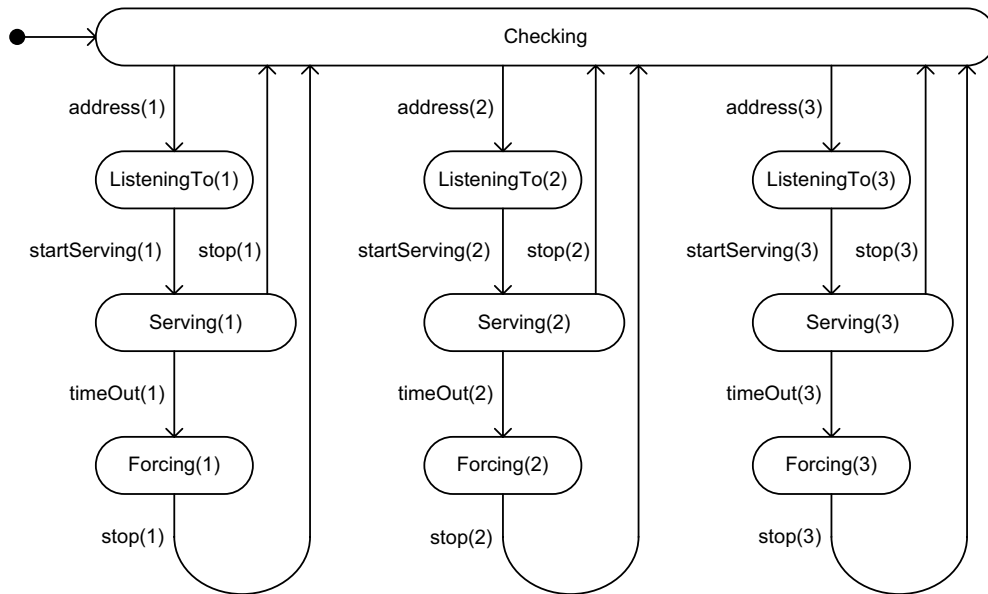 Checking
address(1)
address(2)
address(3)
ListeningTo(1)
ListeningTo(2)
ListeningTo(3)
startServing(1)
stop(1)
startServing(2)
stop(2)
startServing(3)
stop(3)
Serving(1)
Serving(2)
Serving(3)
timeOut(1)
timeOut(2)
timeOut(3)
Forcing(1)
Forcing(2)
Forcing(3)
stop(1)
stop(2)
stop(3)